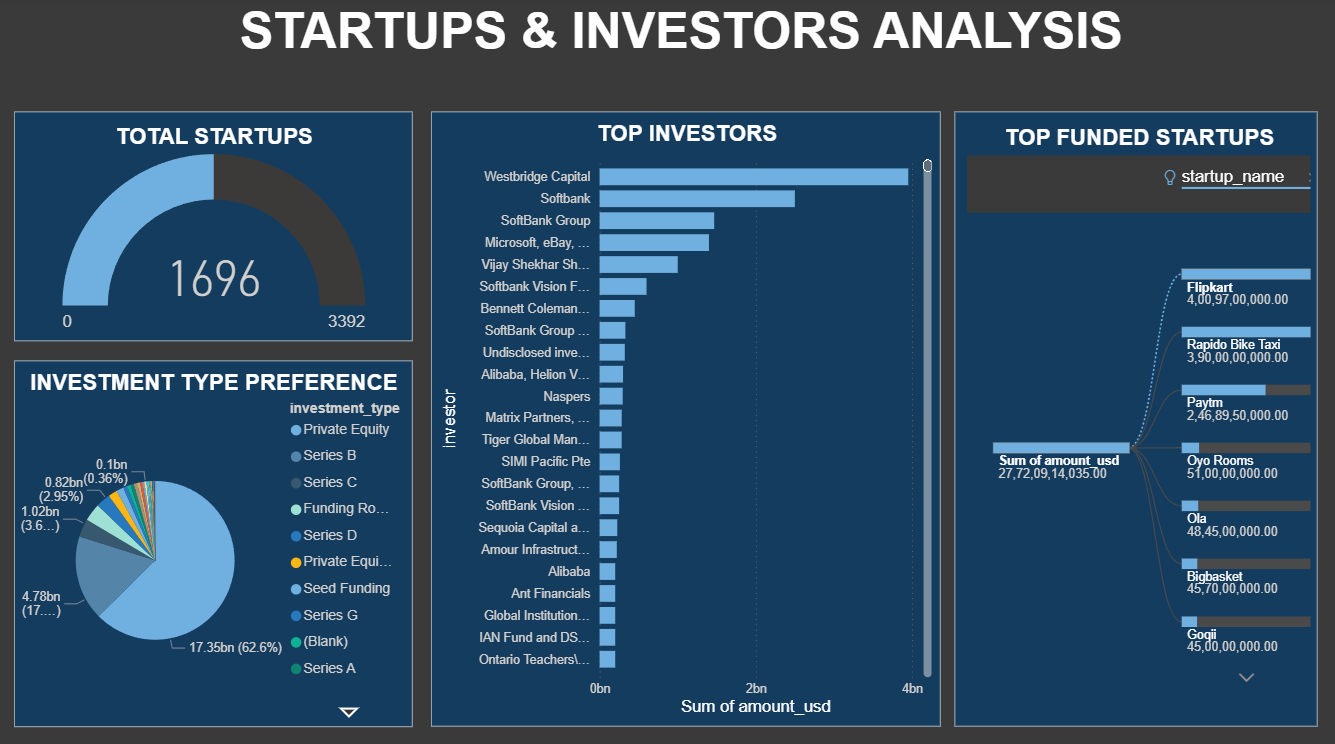 STARTUPS & INVESTORS ANALYSIS
TOTAL STARTUPS
1696
0
3392
INVESTMENT TYPE PREFERENCE
investment_type
Private Equity
Series B
Series C
Funding Ro...
Series D
Private Equi...
Seed Funding
Series G
(Blank)
Series A
0.1bn
(0.36%)
0.82bn
(2.95%)
1.02bn
(3.6...)
4.78bn
(17....)
17.35bn (62.6%)
TOP INVESTORS
investor
Westbridge Capital
Softbank
SoftBank Group
Microsoft, eBay, ...
Vijay Shekhar Sh...
Softbank Vision F...
Bennett Coleman...
SoftBank Group ...
Undisclosed inve...
Alibaba, Helion V...
Naspers
Matrix Partners, ...
Tiger Global Man...
SIMI Pacific Pte
SoftBank Group, ...
SoftBank Vision ...
Sequoia Capital a...
Amour Infrastruct...
Alibaba
Ant Financials
Global Institution...
IAN Fund and DS...
Ontario Teachers\...
0bn
2bn
4bn
Sum of amount_usd
TOP FUNDED STARTUPS
startup_name
Sum of amount_usd
27,72,09,14,035.00
Flipkart
4,00,97,00,000.00
Rapido Bike Taxi
3,90,00,00,000.00
Paytm
2,46,89,50,000.00
Oyo Rooms
51,00,00,000.00
Ola
48,45,00,000.00
Bigbasket
45,70,00,000.00
Goqii
45,00,00,000.00